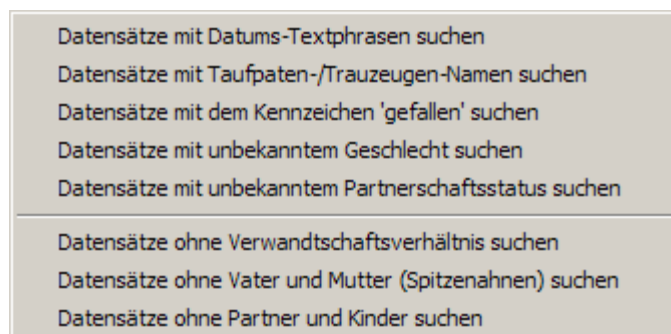 Datensätze mit Datums-Textphrasen suchen
Datensätze mit Taufpaten-/Trauzeugen-Namen suchen
Datensätze mit dem Kennzeichen 'gefallen' suchen
Datensätze mit unbekanntem Geschlecht suchen
Datensätze mit unbekanntem Partnerschaftsstatus suchen
Datensätze ohne Verwandtschaftsverhältnis suchen
Datensätze ohne Vater und Mutter (Spitzenahnen) suchen
Datensätze ohne Partner und Kinder suchen